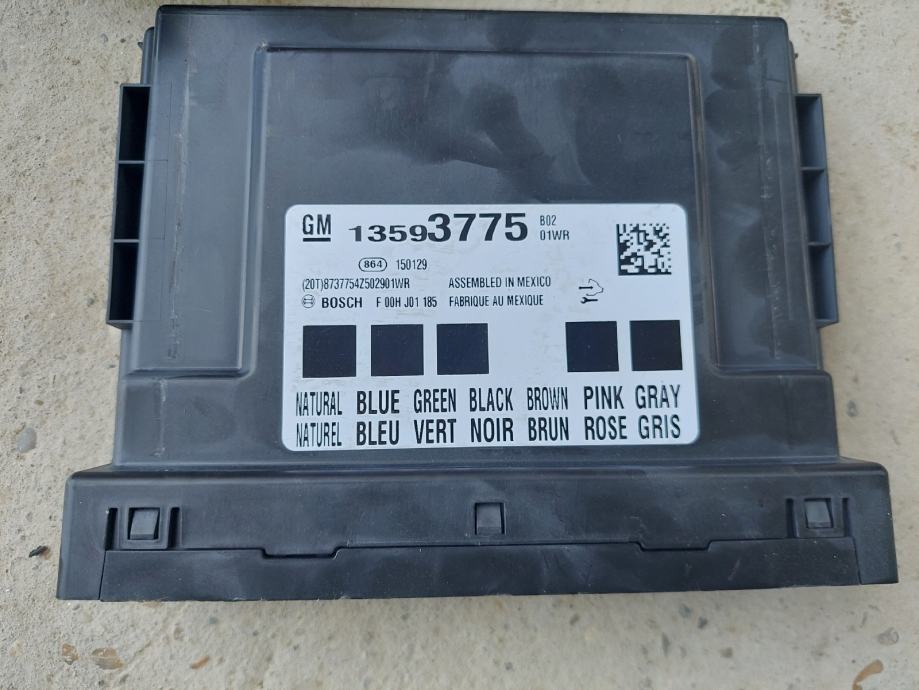 GM 13593775 B02
01WR
864 150129
(20T)8737754Z502901WR ASSEMBLED IN MEXICO
BOSCH F 00H J01 185 FABRIQUE AU MEXIQUE
NATURAL BLUE GREEN BLACK BROWN PINK GRAY
NATUREL BLEU VERT NOIR BRUN ROSE GRIS